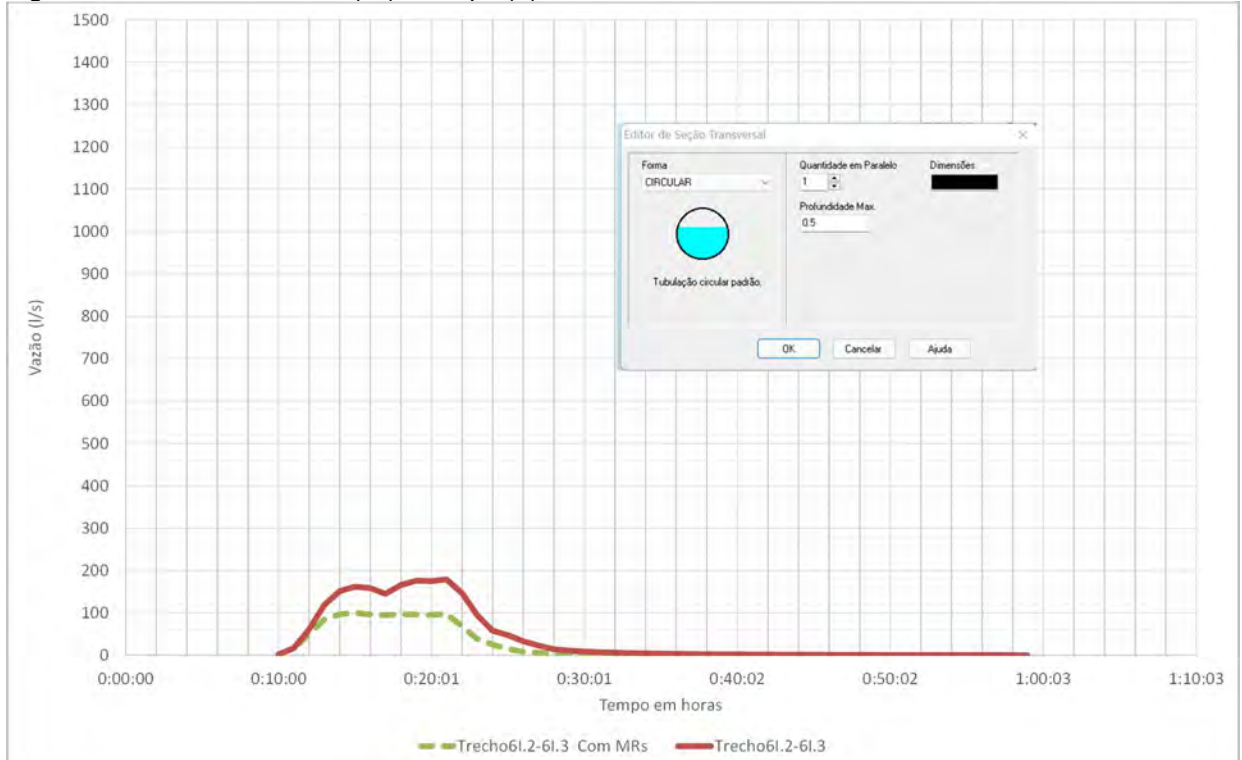 1500
1400
1300
1200
1100
1000
900
800
700
600
500
400
300
200
100
0
Vazão (l/s)
Editor de Seção Transversal
×
Forma
CIRCULAR
Tubulação circular padrão.
Quantidade em Paralelo
1
Dimensões
Profundidade Max.
0.5
OK
Cancelar
Ajuda
0:00:00 0:10:00 0:20:01 0:30:01 0:40:02 0:50:02 1:00:03 1:10:03
Tempo em horas
Trecho6I.2-6I.3 Com MRs Trecho6I.2-6I.3